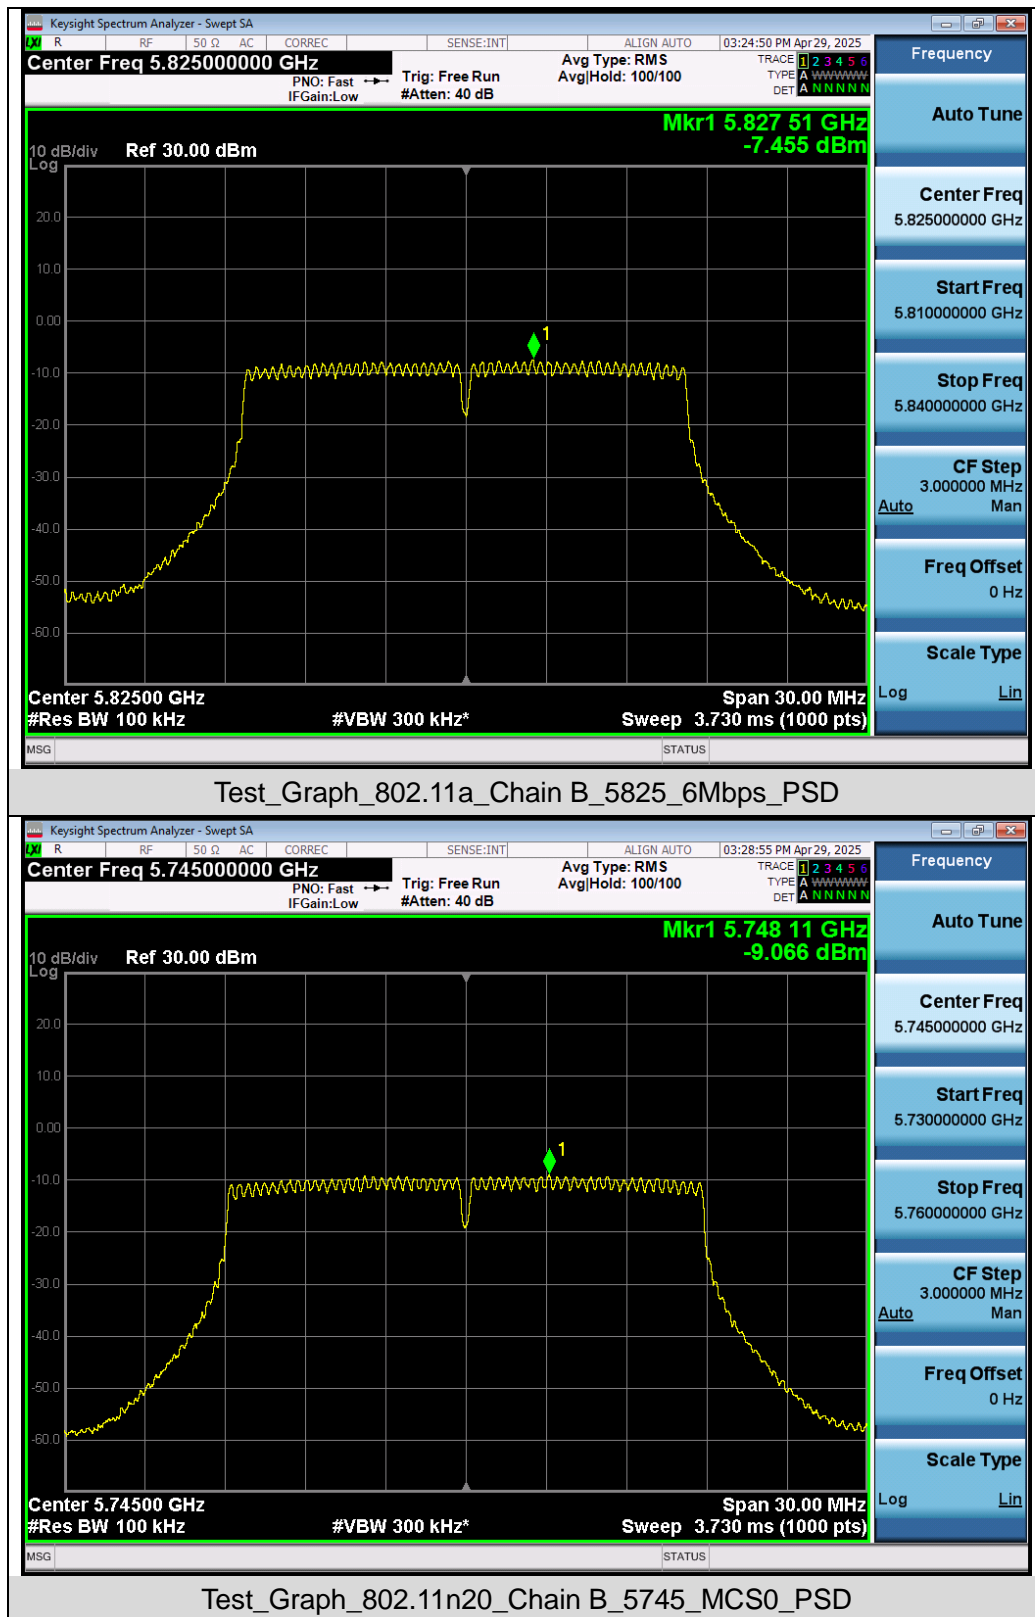 Keysight Spectrum Analyzer - Swept SA
LXI R RF 50 Ω AC CORREC SENSE:INT ALIGN AUTO 03:24:50 PM Apr 29, 2025
Center Freq 5.825000000 GHz
PNO: Fast
IFGain:Low
Trig: Free Run
#Atten: 40 dB
Avg Type: RMS
Avg|Hold: 100/100
TRACE 1 2 3 4 5 6
TYPE A WWWWW
DET A N N N N N
Mkr1 5.827 51 GHz
-7.455 dBm
10 dB/div Ref 30.00 dBm
Log
20.0
10.0
0.00
-10.0
-20.0
-30.0
-40.0
-50.0
-60.0
1
Center 5.82500 GHz Span 30.00 MHz
#Res BW 100 kHz #VBW 300 kHz* Sweep 3.730 ms (1000 pts)
MSG STATUS
Frequency
Auto Tune
Center Freq
5.825000000 GHz
Start Freq
5.810000000 GHz
Stop Freq
5.840000000 GHz
CF Step
3.000000 MHz
Auto Man
Freq Offset
0 Hz
Scale Type
Log Lin
Test_Graph_802.11a_Chain B_5825_6Mbps_PSD
Keysight Spectrum Analyzer - Swept SA
LXI R RF 50 Ω AC CORREC SENSE:INT ALIGN AUTO 03:28:55 PM Apr 29, 2025
Center Freq 5.745000000 GHz
PNO: Fast
IFGain:Low
Trig: Free Run
#Atten: 40 dB
Avg Type: RMS
Avg|Hold: 100/100
TRACE 1 2 3 4 5 6
TYPE A WWWWW
DET A N N N N N
Mkr1 5.748 11 GHz
-9.066 dBm
10 dB/div Ref 30.00 dBm
Log
20.0
10.0
0.00
-10.0
-20.0
-30.0
-40.0
-50.0
-60.0
1
Center 5.74500 GHz Span 30.00 MHz
#Res BW 100 kHz #VBW 300 kHz* Sweep 3.730 ms (1000 pts)
MSG STATUS
Frequency
Auto Tune
Center Freq
5.745000000 GHz
Start Freq
5.730000000 GHz
Stop Freq
5.760000000 GHz
CF Step
3.000000 MHz
Auto Man
Freq Offset
0 Hz
Scale Type
Log Lin
Test_Graph_802.11n20_Chain B_5745_MCS0_PSD